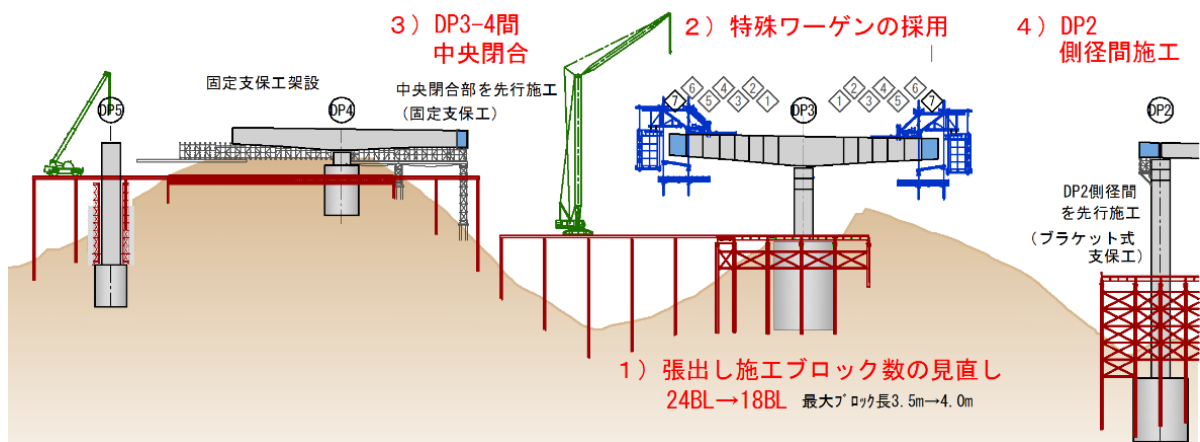 3）DP3-4間
中央閉合
2）特殊ワーゲンの採用
4）DP2
側径間施工
固定支保工架設
中央閉合部を先行施工
（固定支保工）
DP5
DP4
DP3
DP2
7 6 5 4 3 2 1
1 2 3 4 5 6 7
DP2側径間
を先行施工
（ブラケット式
支保工）
1）張出し施工ブロック数の見直し
24BL→18BL 最大ﾌﾞﾛｯｸ長3.5m→4.0m